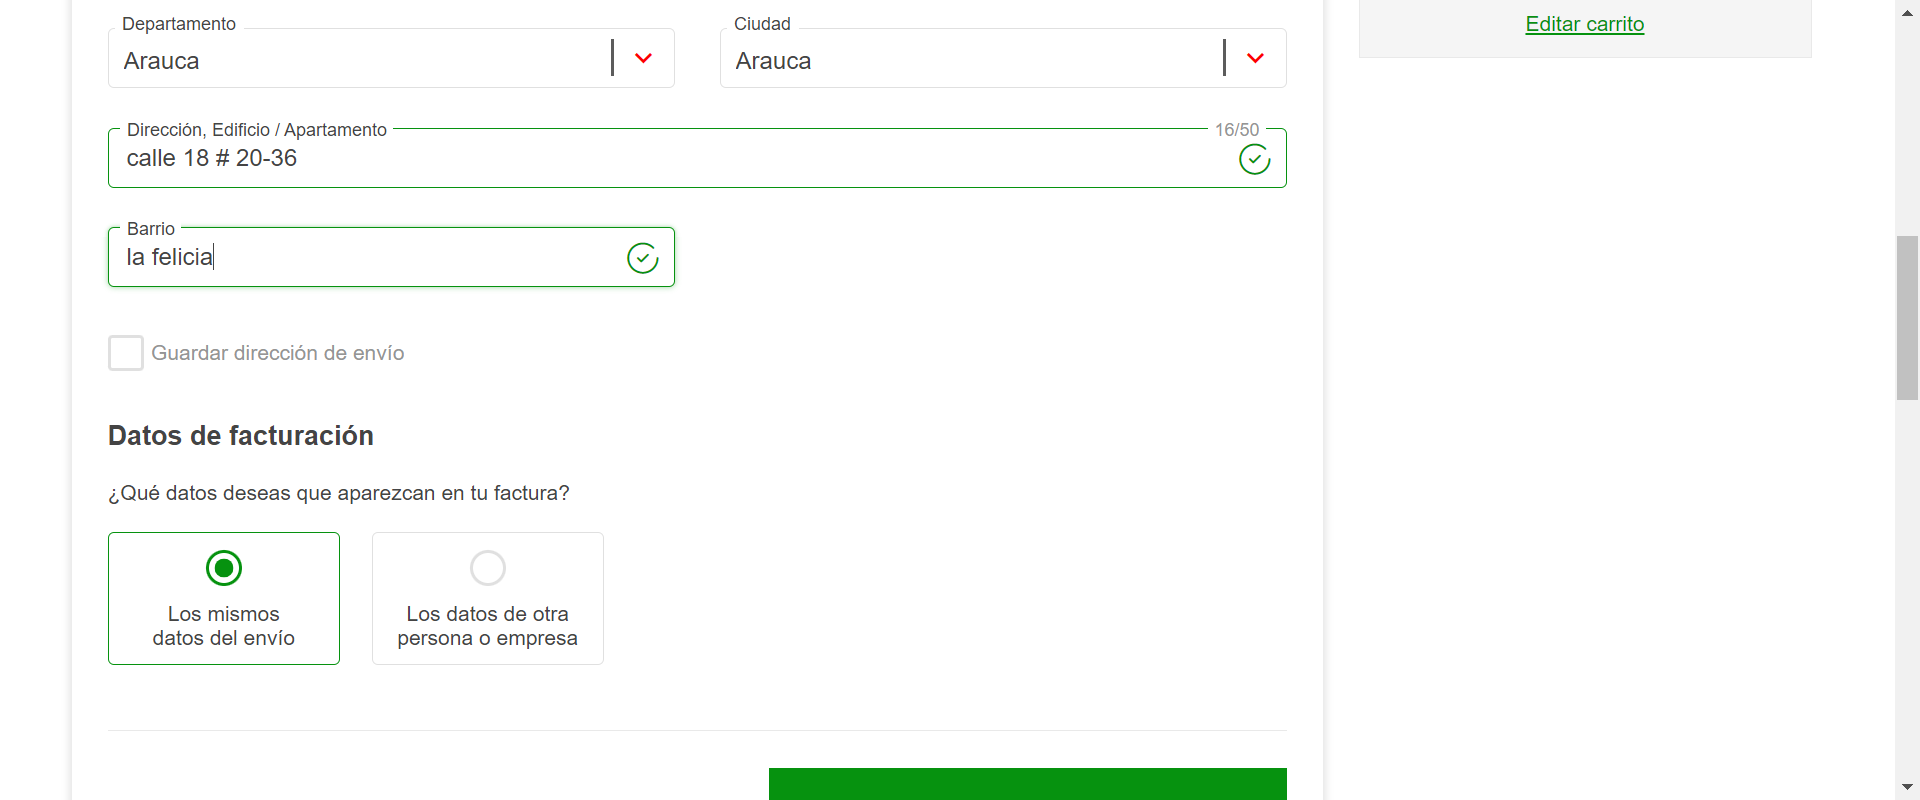 Departamento
Arauca
Ciudad
Arauca
Editar carrito
Dirección, Edificio / Apartamento
16/50
calle 18 # 20-36
Barrio
la felicia
Guardar dirección de envío
Datos de facturación
¿Qué datos deseas que aparezcan en tu factura?
Los mismos
datos del envío
Los datos de otra
persona o empresa